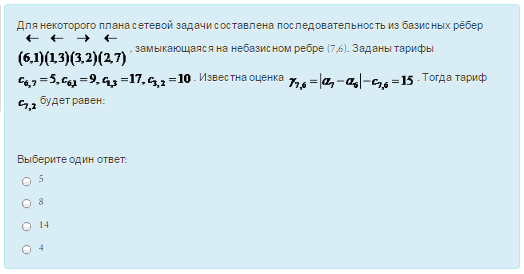 Для некоторого плана сетевой задачи составлена последовательность из базисных рёбер
← ← → ←
(6,1)(1,3)(3,2)(2,7) , замыкающаяся на небазисном ребре (7,6). Заданы тарифы
c₆,₇ = 5, c₆,₁ = 9, c₁,₃ = 17, c₃,₂ = 10 . Известна оценка γ₇,₆ = |α₇ − α₆| − c₇,₆ = 15 . Тогда тариф
c₇,₂ будет равен:
Выберите один ответ:
5
8
14
4